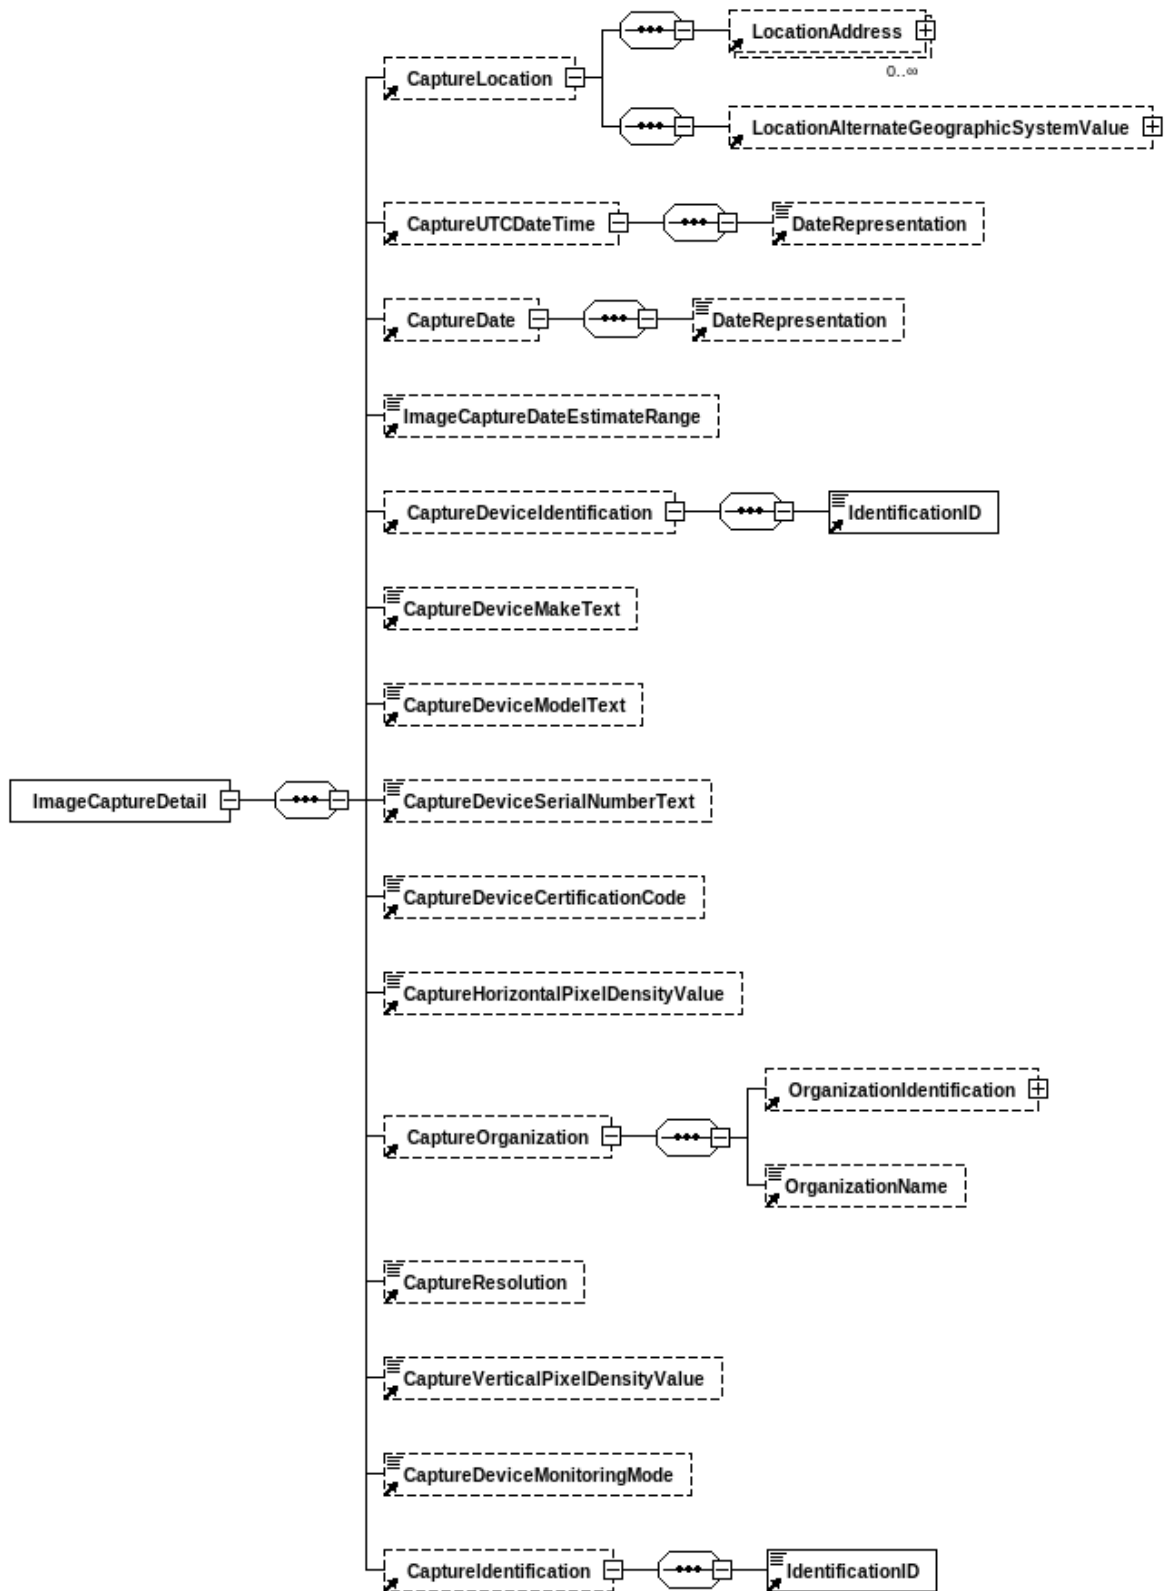 LocationAddress
0..∞
CaptureLocation
LocationAlternateGeographicSystemValue
CaptureUTCDateTime
DateRepresentation
CaptureDate
DateRepresentation
ImageCaptureDateEstimateRange
CaptureDeviceIdentification
IdentificationID
CaptureDeviceMakeText
CaptureDeviceModelText
ImageCaptureDetail
CaptureDeviceSerialNumberText
CaptureDeviceCertificationCode
CaptureHorizontalPixelDensityValue
OrganizationIdentification
CaptureOrganization
OrganizationName
CaptureResolution
CaptureVerticalPixelDensityValue
CaptureDeviceMonitoringMode
CaptureIdentification
IdentificationID